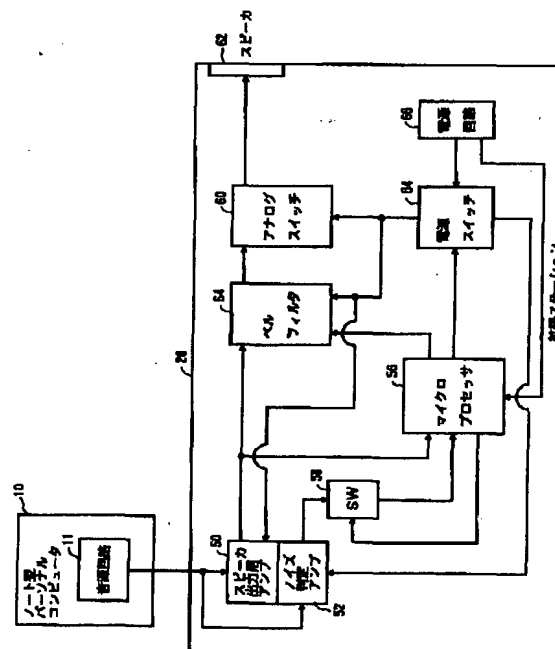 10
ノート型
パーソナル
コンピュータ
11
音源回路
28
50
スピーカ
出力用
アンプ
ノイズ
判定
アンプ
52
58
SW
64
ベル
フィルタ
60
アナログ
スイッチ
62
スピーカ
56
マイクロ
プロセッサ
64
電源
スイッチ
66
電源
回路